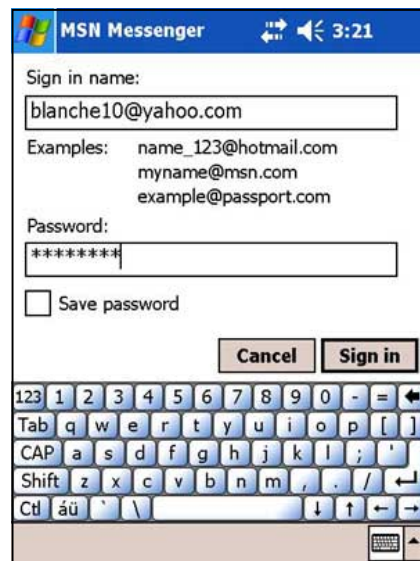 MSN Messenger 3:21
Sign in name:
blanche10@yahoo.com
Examples: name_123@hotmail.com
myname@msn.com
example@passport.com
Password:
********
Save password
Cancel Sign in
123 1 2 3 4 5 6 7 8 9 0 - = ←
Tab q w e r t y u i o p [ ]
CAP a s d f g h j k l ; '
Shift z x c v b n m , . / ↵
Ctl áü ` \ ↓ ↑ ← →